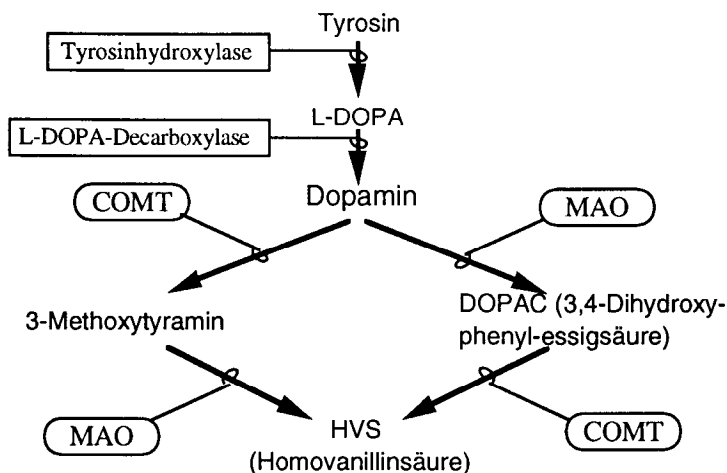 Tyrosin
Tyrosinhydroxylase
L-DOPA
L-DOPA-Decarboxylase
Dopamin
COMT
MAO
3-Methoxytyramin
DOPAC (3,4-Dihydroxy-
phenyl-essigsäure)
MAO
HVS
(Homovanillinsäure)
COMT